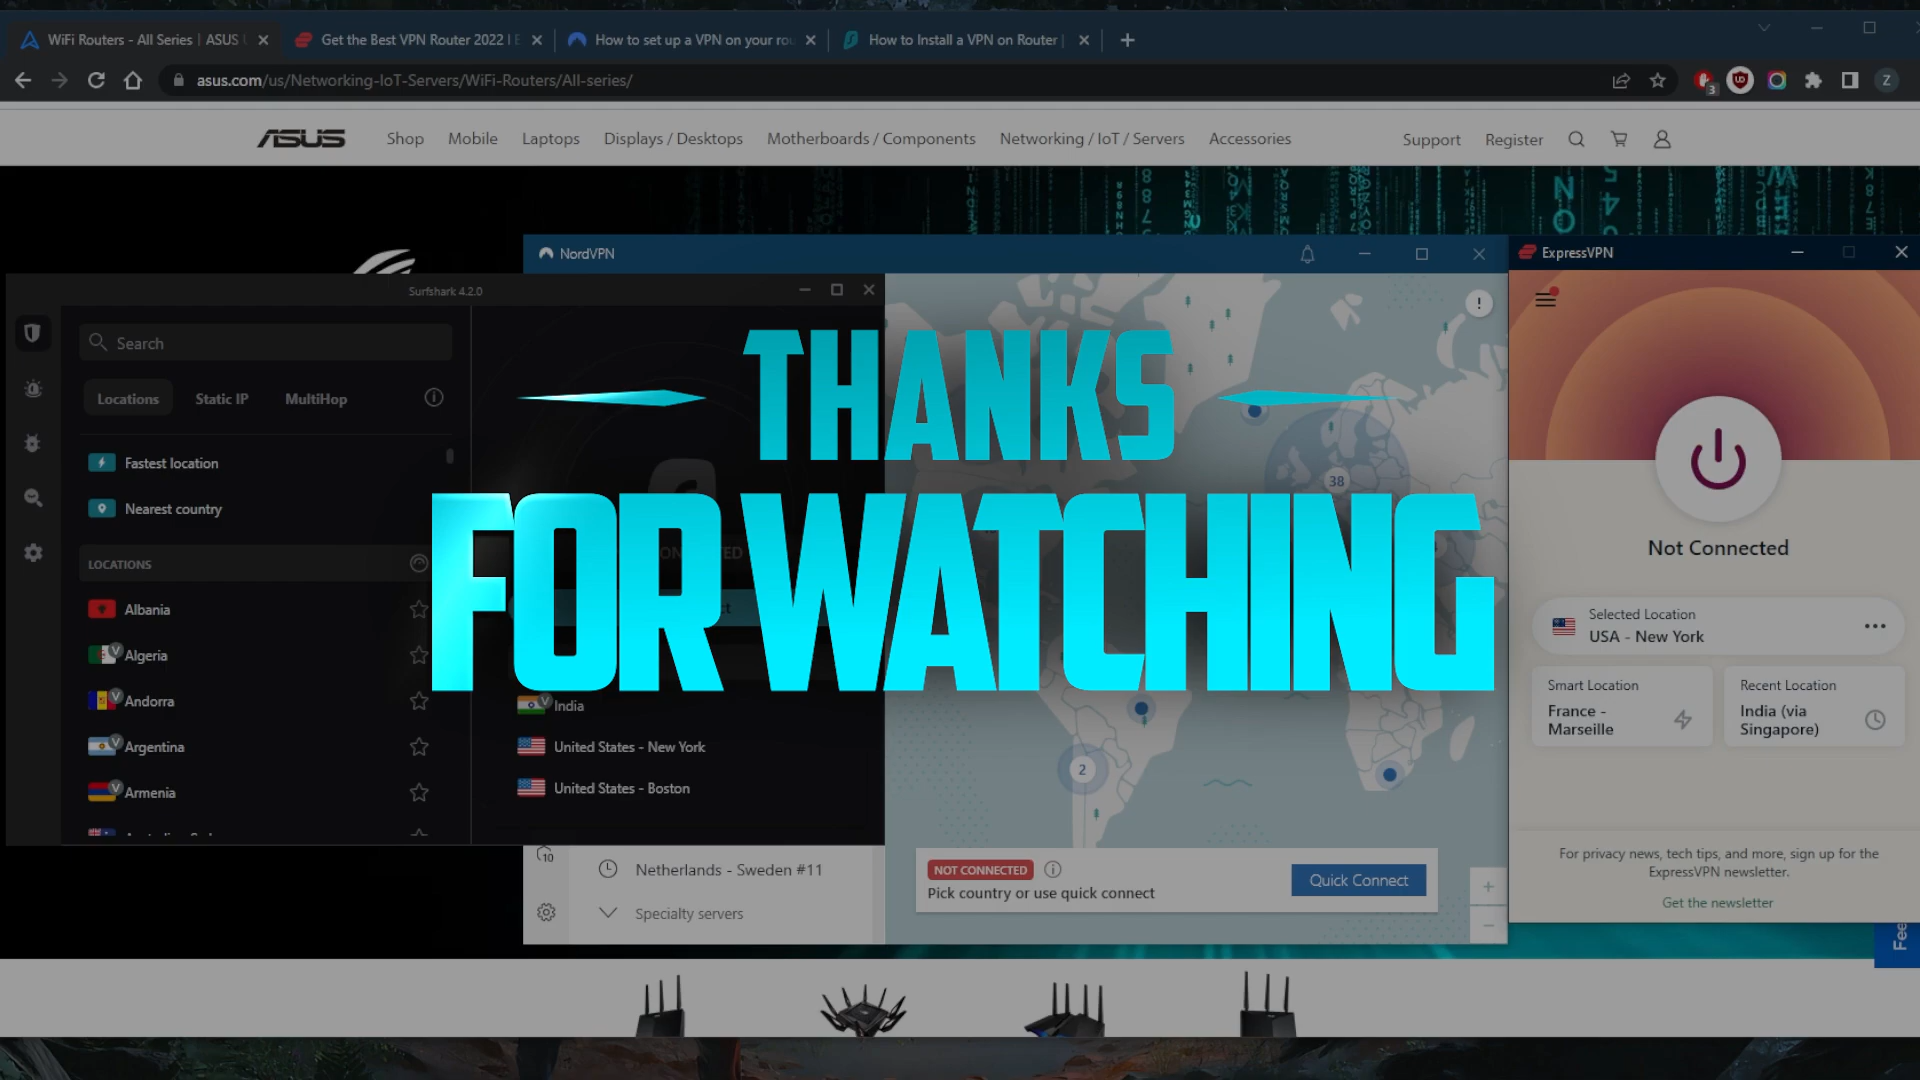 WiFi Routers - All Series | ASUS
Get the Best VPN Router 2022 |
How to set up a VPN on your
How to Install a VPN on Router |
asus.com/us/Networking-IoT-Servers/WiFi-Routers/All-series/
3
Z
ASUS
Shop
Mobile
Laptops
Displays / Desktops
Motherboards / Components
Networking / IoT / Servers
Accessories
Support
Register
NordVPN
ExpressVPN
Surfshark 4.2.0
Search
Locations
Static IP
MultiHop
Fastest location
Nearest country
LOCATIONS
Albania
Algeria
Andorra
Argentina
Armenia
THANKS
FOR WATCHING
India
United States - New York
United States - Boston
38
2
10
Netherlands - Sweden #11
Specialty servers
NOT CONNECTED
Pick country or use quick connect
Quick Connect
Not Connected
Selected Location
USA - New York
Smart Location
France -
Marseille
Recent Location
India (via
Singapore)
For privacy news, tech tips, and more, sign up for the
ExpressVPN newsletter.
Get the newsletter